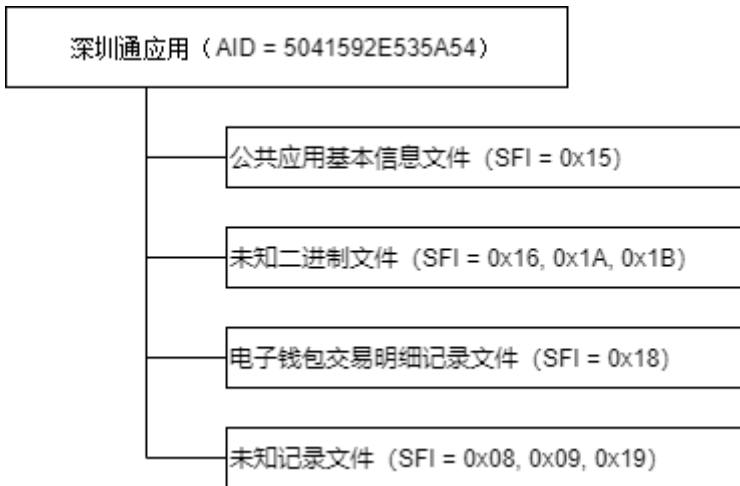 深圳通应用（AID = 5041592E535A54）
公共应用基本信息文件（SFI = 0x15）
未知二进制文件（SFI = 0x16, 0x1A, 0x1B）
电子钱包交易明细记录文件（SFI = 0x18）
未知记录文件（SFI = 0x08, 0x09, 0x19）